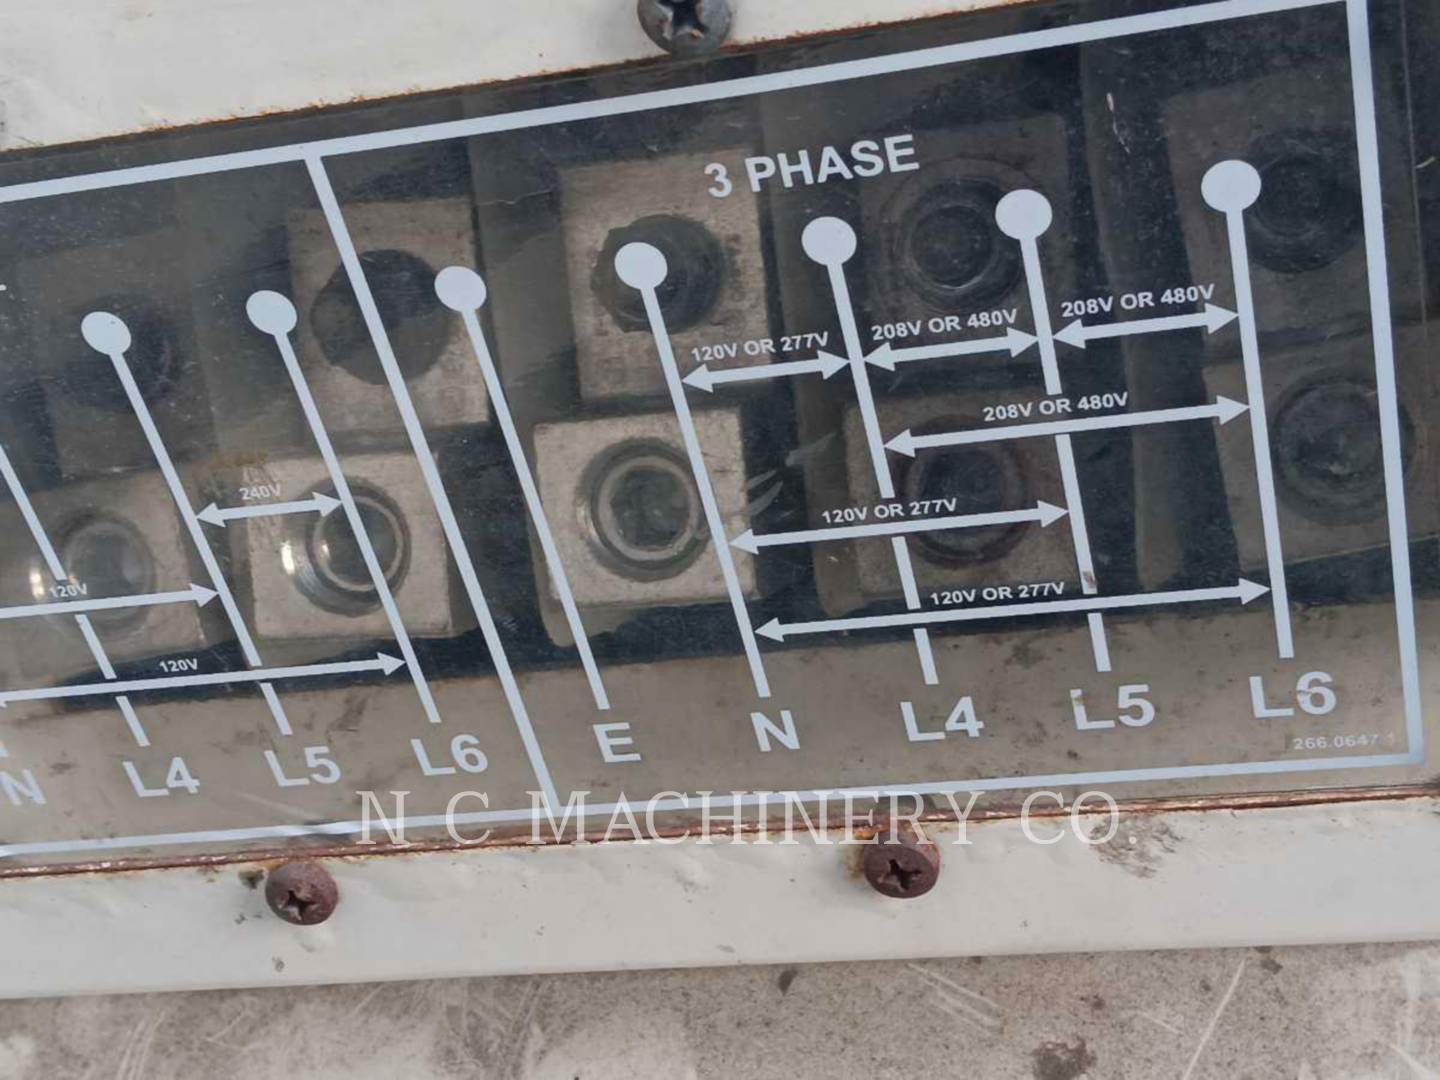 3 PHASE
208V OR 480V
208V OR 480V
120V OR 277V
208V OR 480V
240V
120V OR 277V
120V
120V OR 277V
120V
N L4 L5 L6 E N L4 L5 L6
266.0647.1
N C MACHINERY CO.